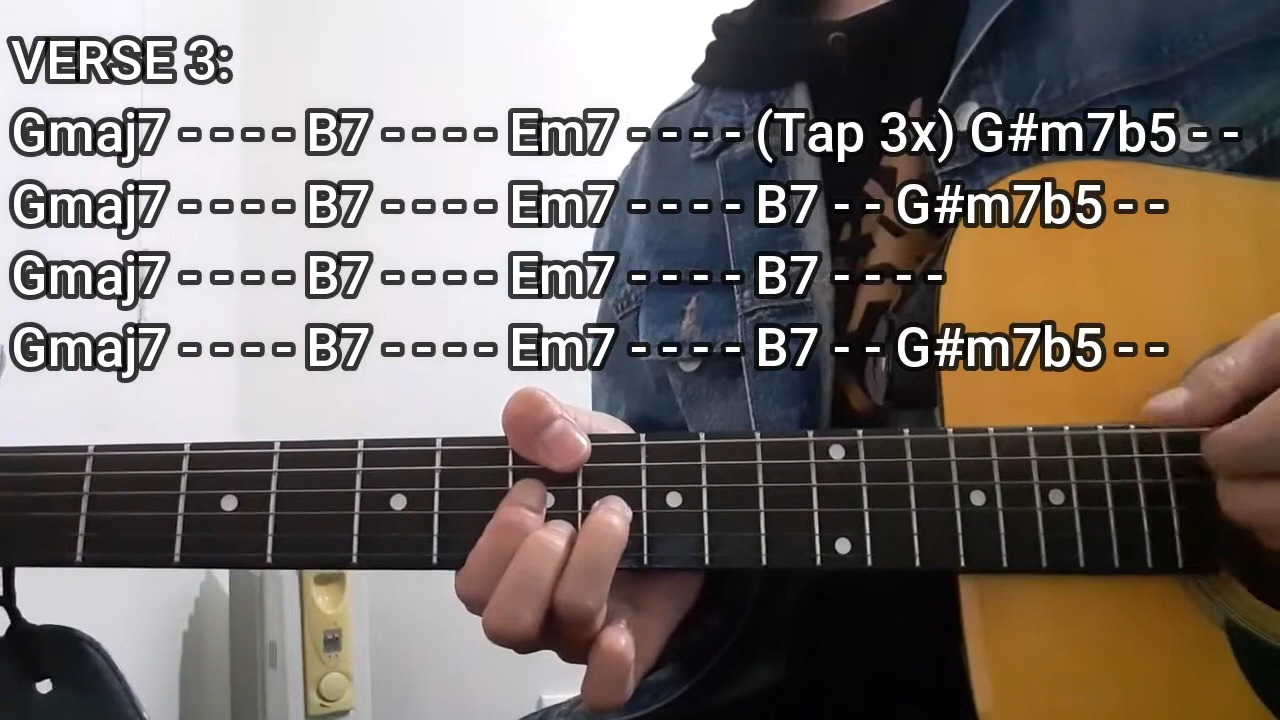 VERSE 3:
Gmaj7 - - - - B7 - - - - Em7 - - - - (Tap 3x) G#m7b5 - -
Gmaj7 - - - - B7 - - - - Em7 - - - - B7 - - G#m7b5 - -
Gmaj7 - - - - B7 - - - - Em7 - - - - B7 - - - -
Gmaj7 - - - - B7 - - - - Em7 - - - - B7 - - G#m7b5 - -